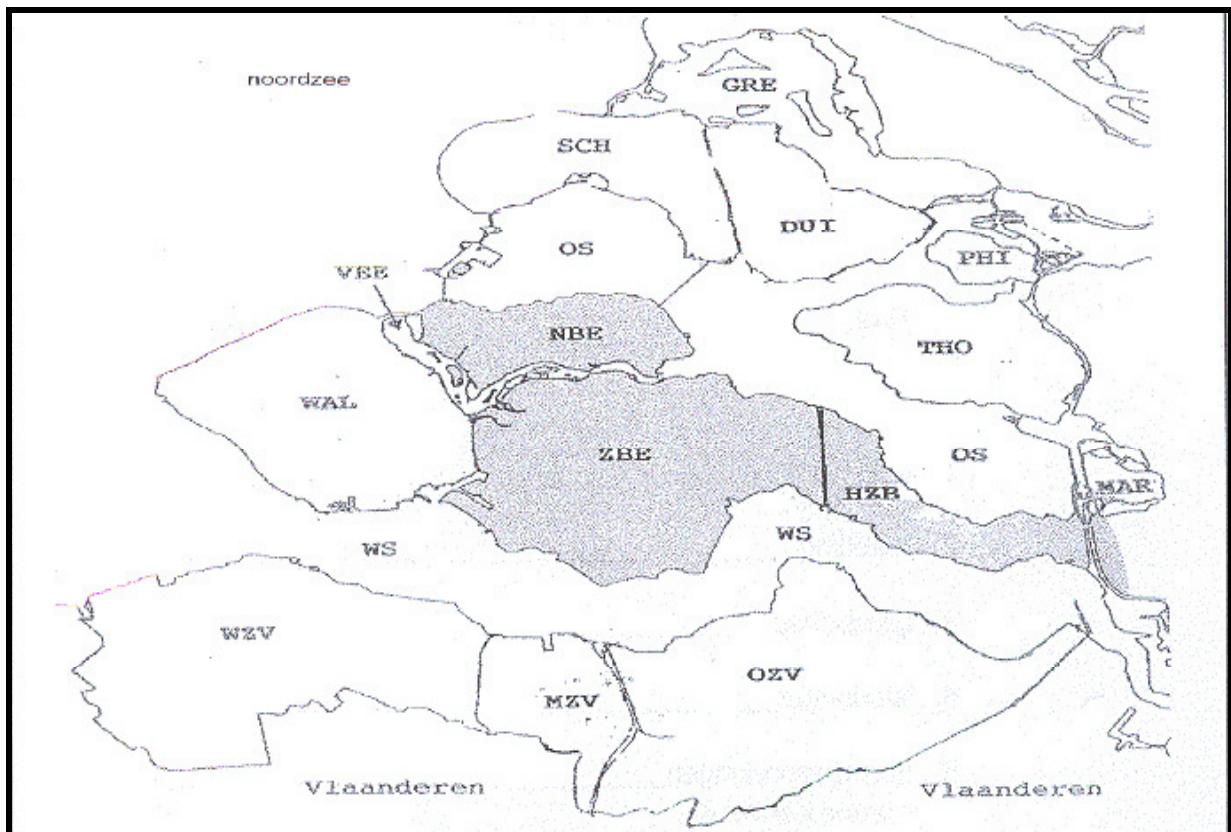 noordzee
GRE
SCH
DUI
OS
PHI
VEE
NBE
THO
WAL
ZBE
OS
HZB
MAR
WS
WS
WZV
OZV
MZV
Vlaanderen
Vlaanderen